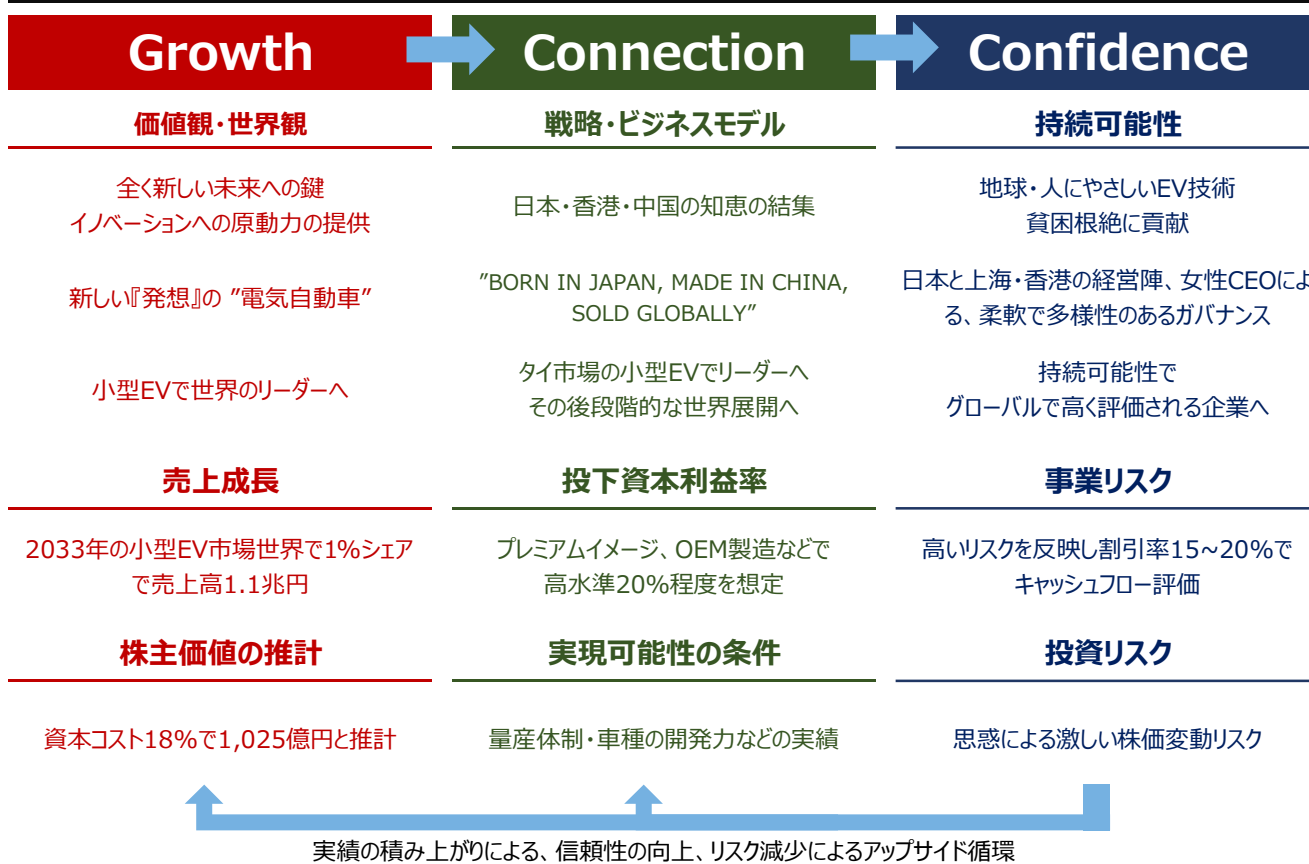 Growth
Connection
Confidence
価値観・世界観
戦略・ビジネスモデル
持続可能性
全く新しい未来への鍵
イノベーションへの原動力の提供
日本・香港・中国の知恵の結集
地球・人にやさしいEV技術
貧困根絶に貢献
新しい『発想』の ”電気自動車”
”BORN IN JAPAN, MADE IN CHINA,
SOLD GLOBALLY”
日本と上海・香港の経営陣、女性CEOによ
る、柔軟で多様性のあるガバナンス
小型EVで世界のリーダーへ
タイ市場の小型EVでリーダーへ
その後段階的な世界展開へ
持続可能性で
グローバルで高く評価される企業へ
売上成長
投下資本利益率
事業リスク
2033年の小型EV市場世界で1%シェア
で売上高1.1兆円
プレミアムイメージ、OEM製造などで
高水準20%程度を想定
高いリスクを反映し割引率15~20%で
キャッシュフロー評価
株主価値の推計
実現可能性の条件
投資リスク
資本コスト18%で1,025億円と推計
量産体制・車種の開発力などの実績
思惑による激しい株価変動リスク
実績の積み上がりによる、信頼性の向上、リスク減少によるアップサイド循環